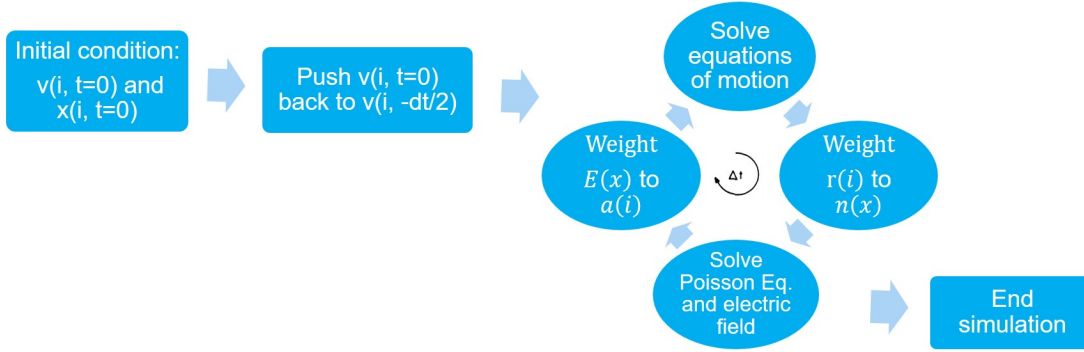 Initial condition:
v(i, t=0) and
x(i, t=0)
Push v(i, t=0)
back to v(i, -dt/2)
Solve
equations
of motion
Weight
E(x) to
a(i)
Δt
Weight
r(i) to
n(x)
Solve
Poisson Eq.
and electric
field
End
simulation